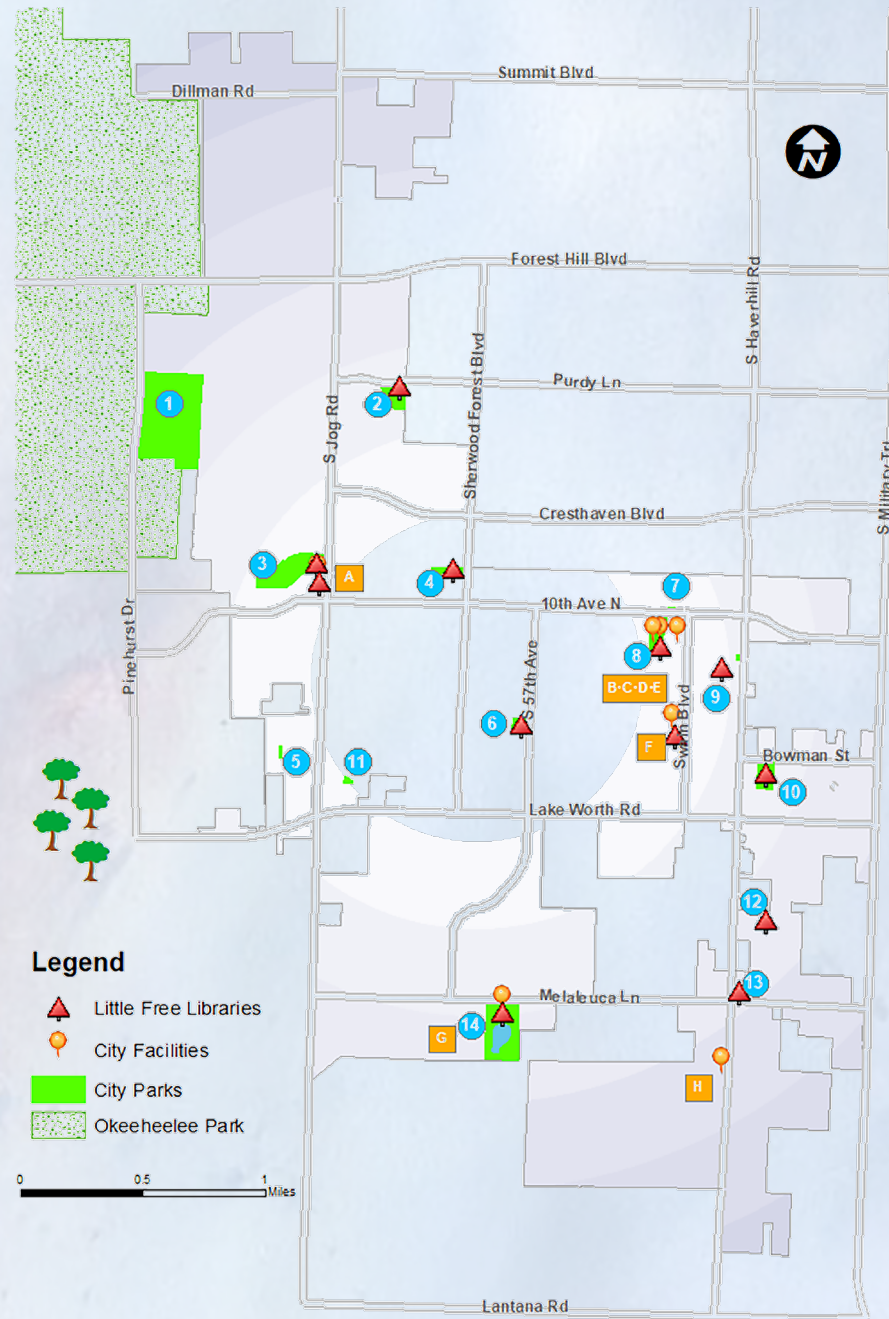 Summit Blvd
Dillman Rd
N
Forest Hill Blvd
S Haverhill Rd
Sherwood Forest Blvd
Purdy Ln
1
2
S Jog Rd
S Military Trl
Cresthaven Blvd
3
A
4
7
10th Ave N
Pinehurst Dr
8
S 57th Ave
B-C-D-E
9
Swain Blvd
6
F
5
11
Bowman St
10
Lake Worth Rd
12
13
Melaleuca Ln
14
G
H
Legend
Little Free Libraries
City Facilities
City Parks
Okeeheelee Park
0 0.5 1
Miles
Lantana Rd